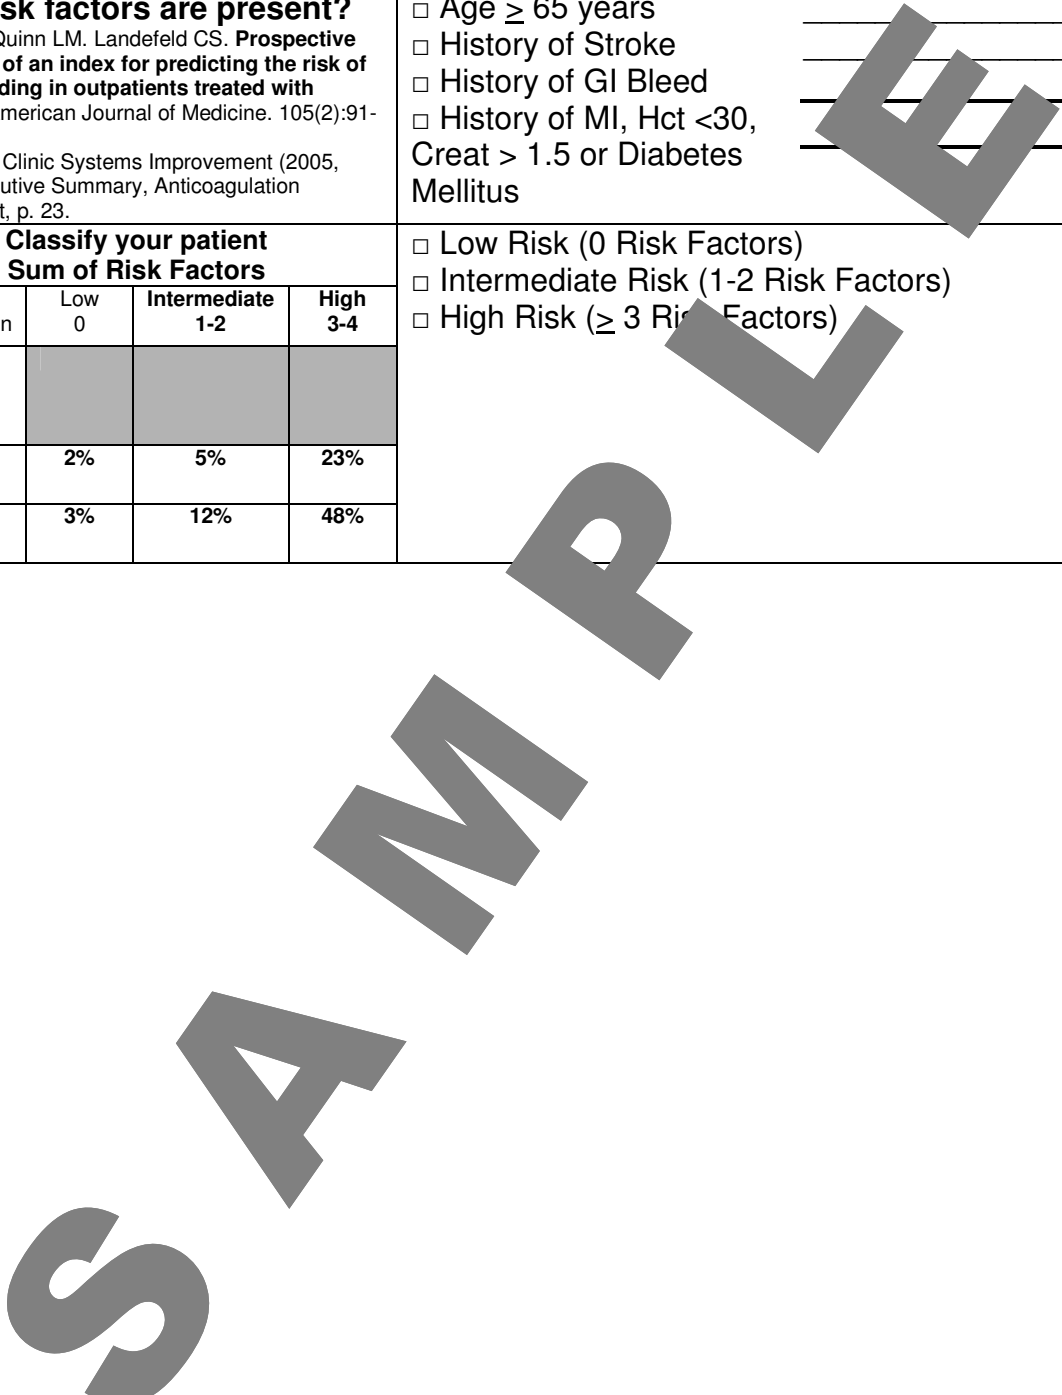 sk factors are present?
Quinn LM. Landefeld CS. Prospective
of an index for predicting the risk of
ding in outpatients treated with
merican Journal of Medicine. 105(2):91-
Clinic Systems Improvement (2005,
utive Summary, Anticoagulation
t, p. 23.
□ Age ≥ 65 years
□ History of Stroke
□ History of GI Bleed
□ History of MI, Hct <30,
Creat > 1.5 or Diabetes
Mellitus
Classify your patient
Sum of Risk Factors
Low Intermediate High
n 0 1-2 3-4
2% 5% 23%
3% 12% 48%
□ Low Risk (0 Risk Factors)
□ Intermediate Risk (1-2 Risk Factors)
□ High Risk (≥ 3 Risk Factors)
SAMPLE